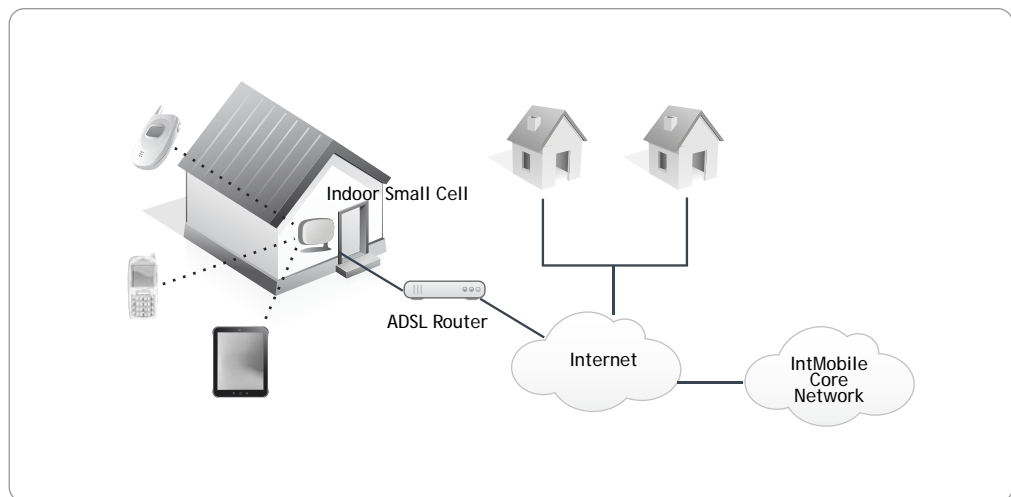 Indoor Small Cell
ADSL Router
Internet
IntMobile
Core
Network